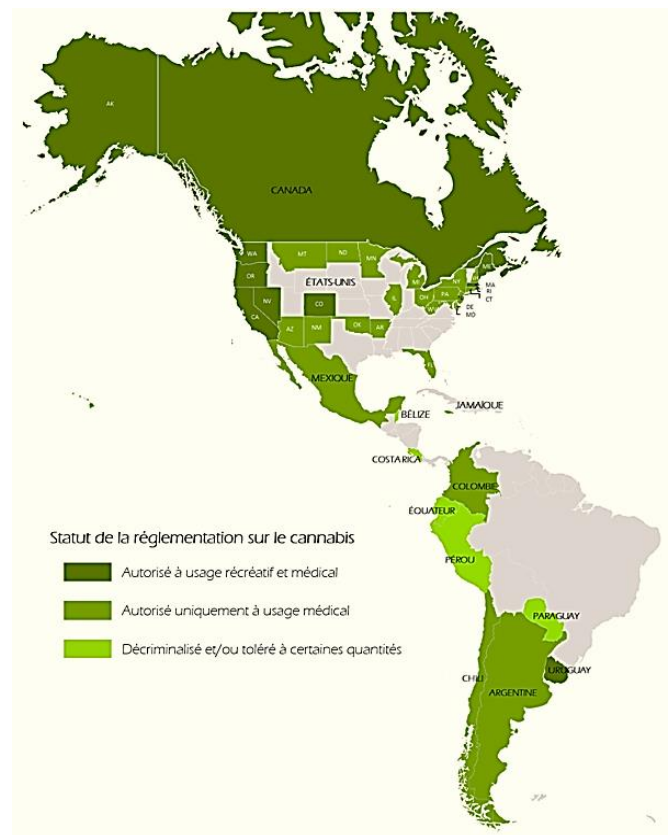 AK
CANADA
WA
MT
ND
MN
OR
ÉTATS-UNIS
MI
NY
ME
MA
RI
CT
NV
CO
IL
OH
PA
DE
MD
CA
AZ
NM
OK
AR
FL
MEXIQUE
BÉLIZE
JAMAÏQUE
COSTA RICA
COLOMBIE
ÉQUATEUR
PÉROU
PARAGUAY
URUGUAY
CHILI
ARGENTINE
Statut de la réglementation sur le cannabis
Autorisé à usage récréatif et médical
Autorisé uniquement à usage médical
Décriminalisé et/ou toléré à certaines quantités